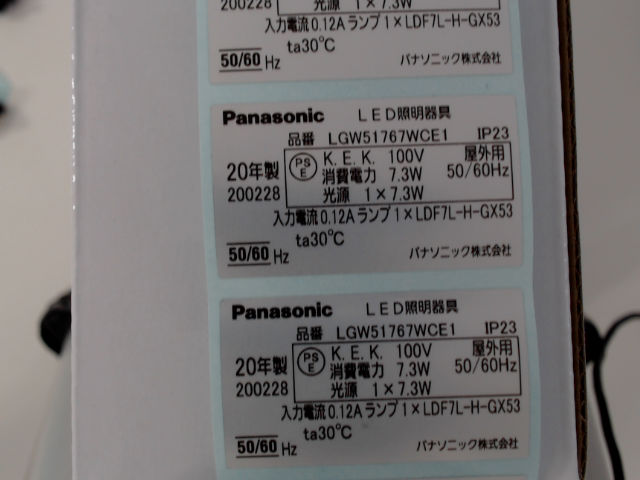 200228 光源 1×7.3W
入力電流0.12A ランプ1×LDF7L-H-GX53
ta30℃
50/60 Hz パナソニック株式会社
Panasonic LED照明器具
品番 LGW51767WCE1 IP23
20年製 PSE K.E.K. 100V 屋外用
消費電力 7.3W 50/60Hz
200228 光源 1×7.3W
入力電流0.12A ランプ1×LDF7L-H-GX53
ta30℃
50/60 Hz パナソニック株式会社
Panasonic LED照明器具
品番 LGW51767WCE1 IP23
20年製 PSE K.E.K. 100V 屋外用
消費電力 7.3W 50/60Hz
200228 光源 1×7.3W
入力電流0.12A ランプ1×LDF7L-H-GX53
ta30℃
50/60 Hz パナソニック株式会社